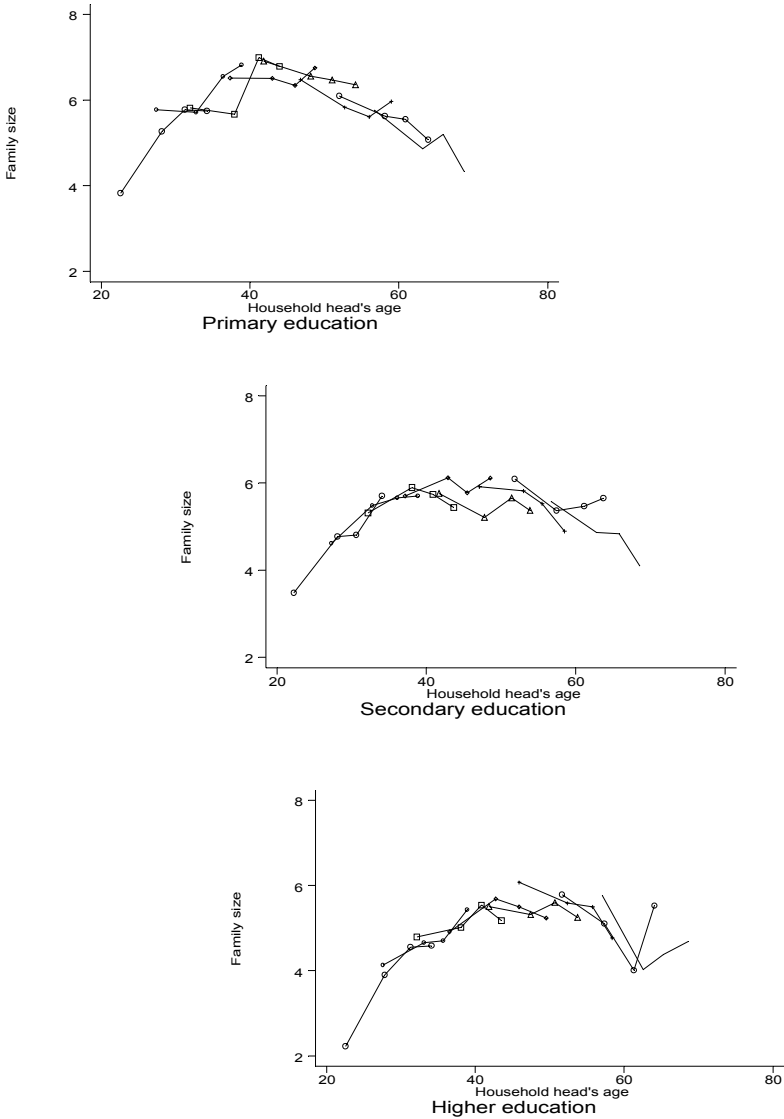 8
6
Family size
4
2
20 40 60 80
Household head's age
Primary education
8
6
Family size
4
2
20 40 60 80
Household head's age
Secondary education
8
6
Family size
4
2
20 40 60 80
Household head's age
Higher education